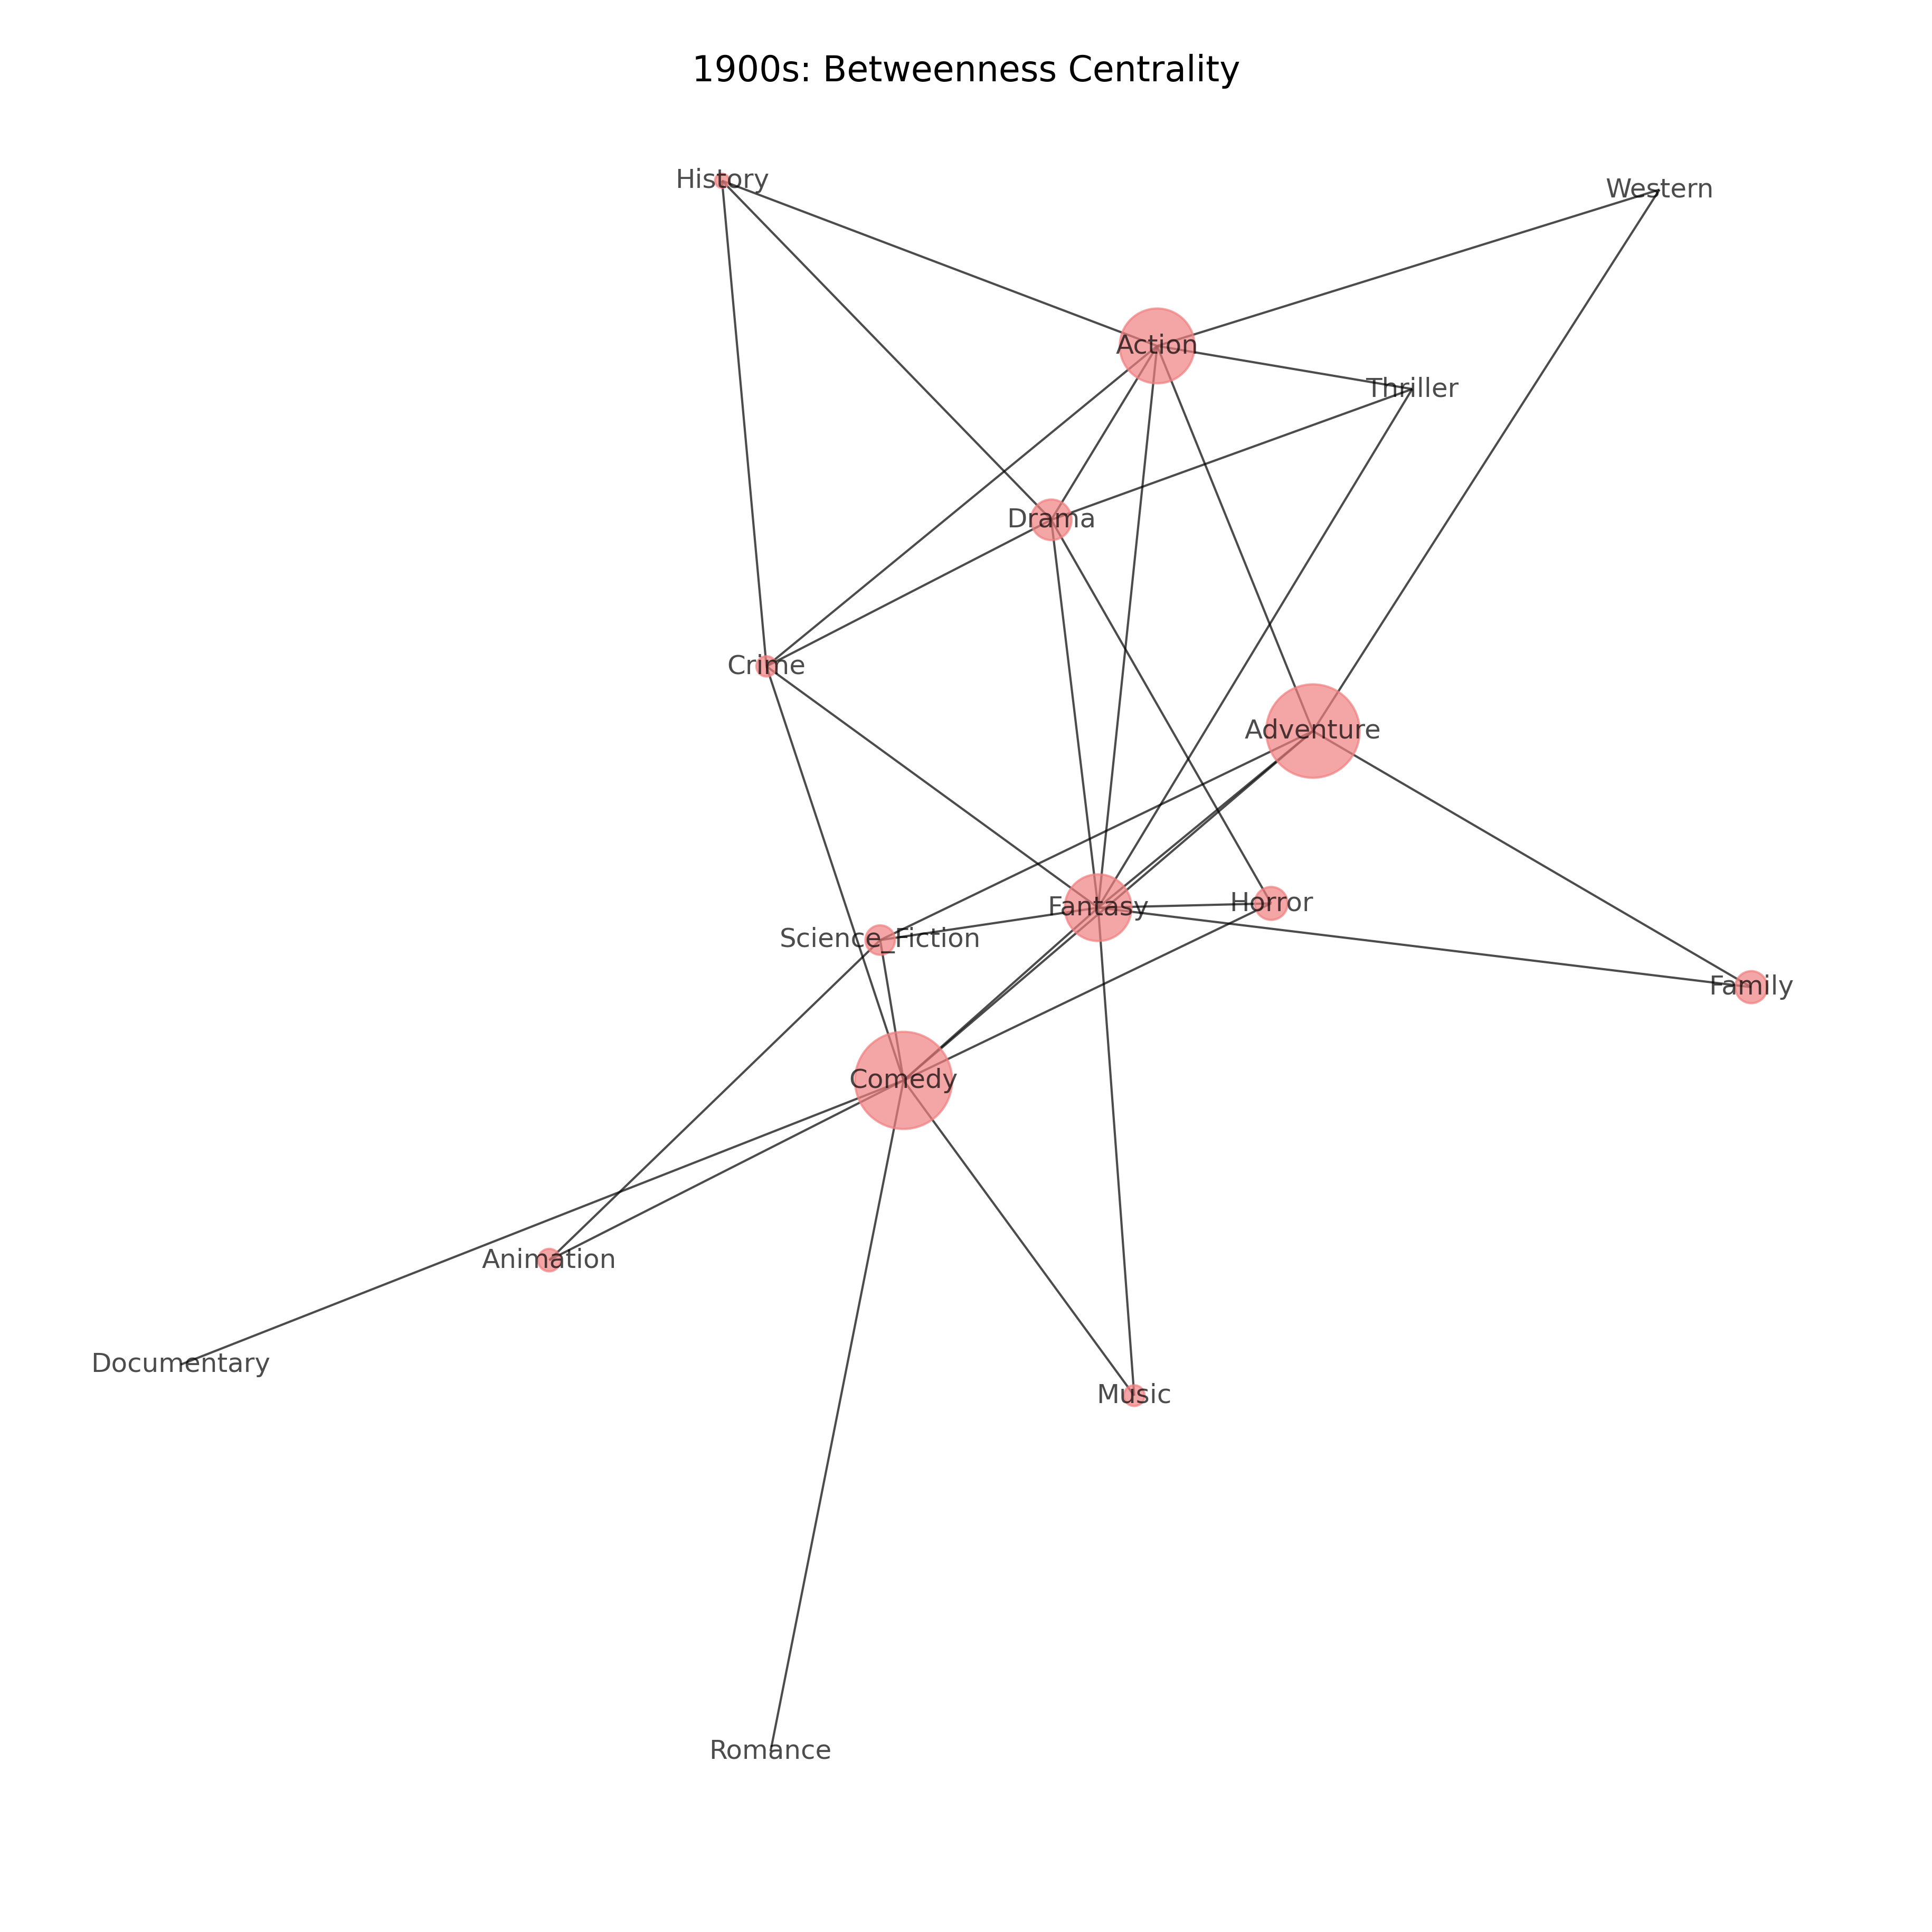 1900s: Betweenness Centrality
History
Western
Action
Thriller
Drama
Crime
Adventure
Horror
Fantasy
Science_Fiction
Family
Comedy
Animation
Documentary
Music
Romance